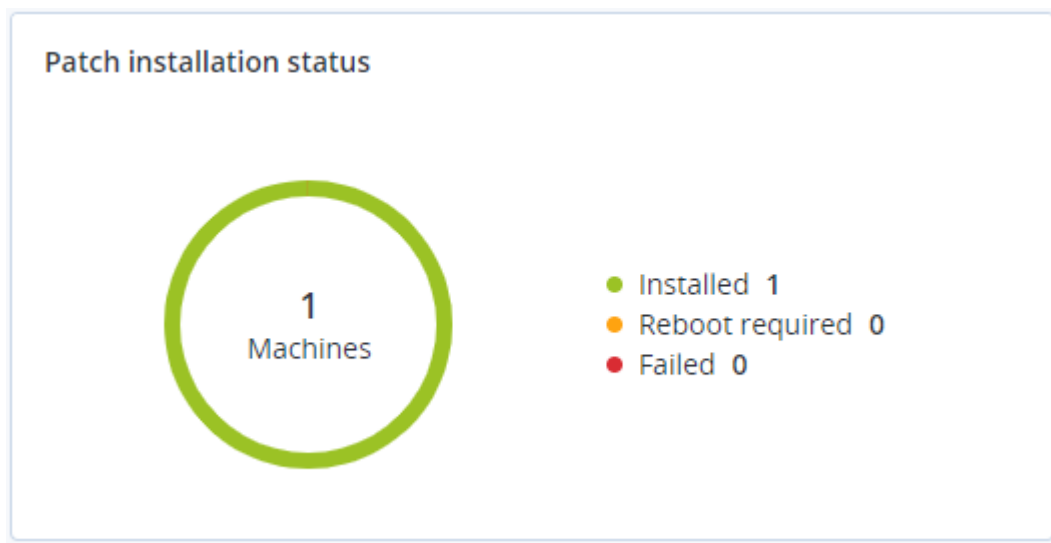 Patch installation status
1
Machines
Installed 1
Reboot required 0
Failed 0